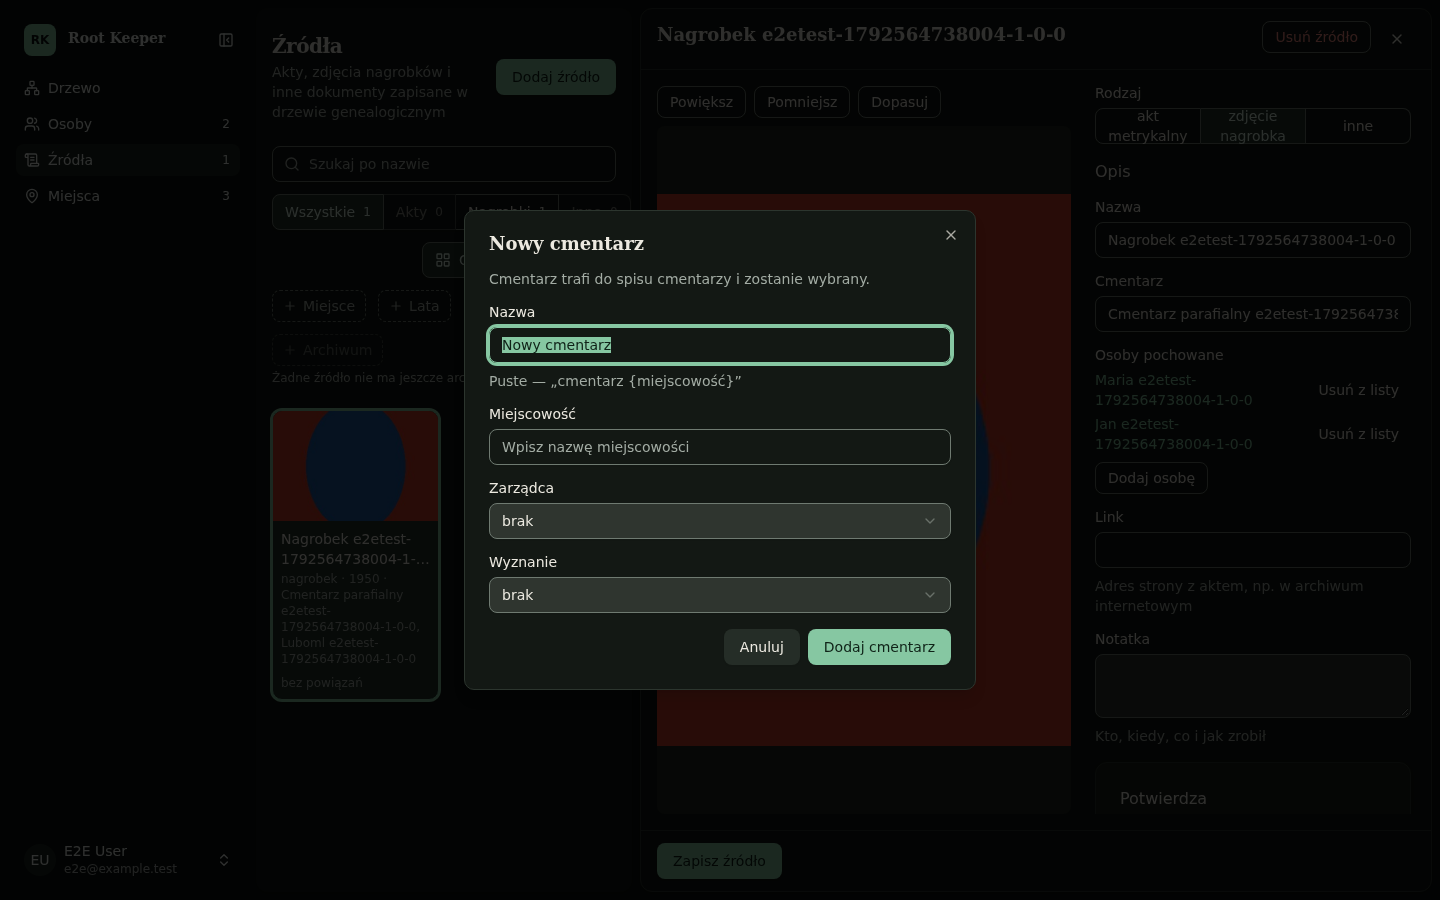 RK
Root Keeper
Drzewo
Osoby 2
Źródła 1
Miejsca 3
EU
E2E User
e2e@example.test
Źródła
Akty, zdjęcia nagrobków i
inne dokumenty zapisane w
drzewie genealogicznym
Dodaj źródło
Szukaj po nazwie
Wszystkie 1
Akty 0
+ Miejsce
+ Lata
+ Archiwum
Żadne źródło nie ma jeszcze
Nagrobek e2etest-
1792564738004-1-...
nagrobek · 1950 ·
Cmentarz parafialny
e2etest-
1792564738004-1-0-0,
Luboml e2etest-
1792564738004-1-0-0
bez powiązań
Nagrobek e2etest-1792564738004-1-0-0
Usuń źródło
Powiększ
Pomniejsz
Dopasuj
Nowy cmentarz
Cmentarz trafi do spisu cmentarzy i zostanie wybrany.
Nazwa
Nowy cmentarz
Puste — „cmentarz {miejscowość}”
Miejscowość
Wpisz nazwę miejscowości
Zarządca
brak
Wyznanie
brak
Anuluj
Dodaj cmentarz
Rodzaj
akt
metrykalny
zdjęcie
nagrobka
inne
Opis
Nazwa
Nagrobek e2etest-1792564738004-1-0-0
Cmentarz
Cmentarz parafialny e2etest-179256473
Osoby pochowane
Maria e2etest-
1792564738004-1-0-0
Usuń z listy
Jan e2etest-
1792564738004-1-0-0
Usuń z listy
Dodaj osobę
Link
Adres strony z aktem, np. w archiwum
internetowym
Notatka
Kto, kiedy, co i jak zrobił
Potwierdza
Zapisz źródło